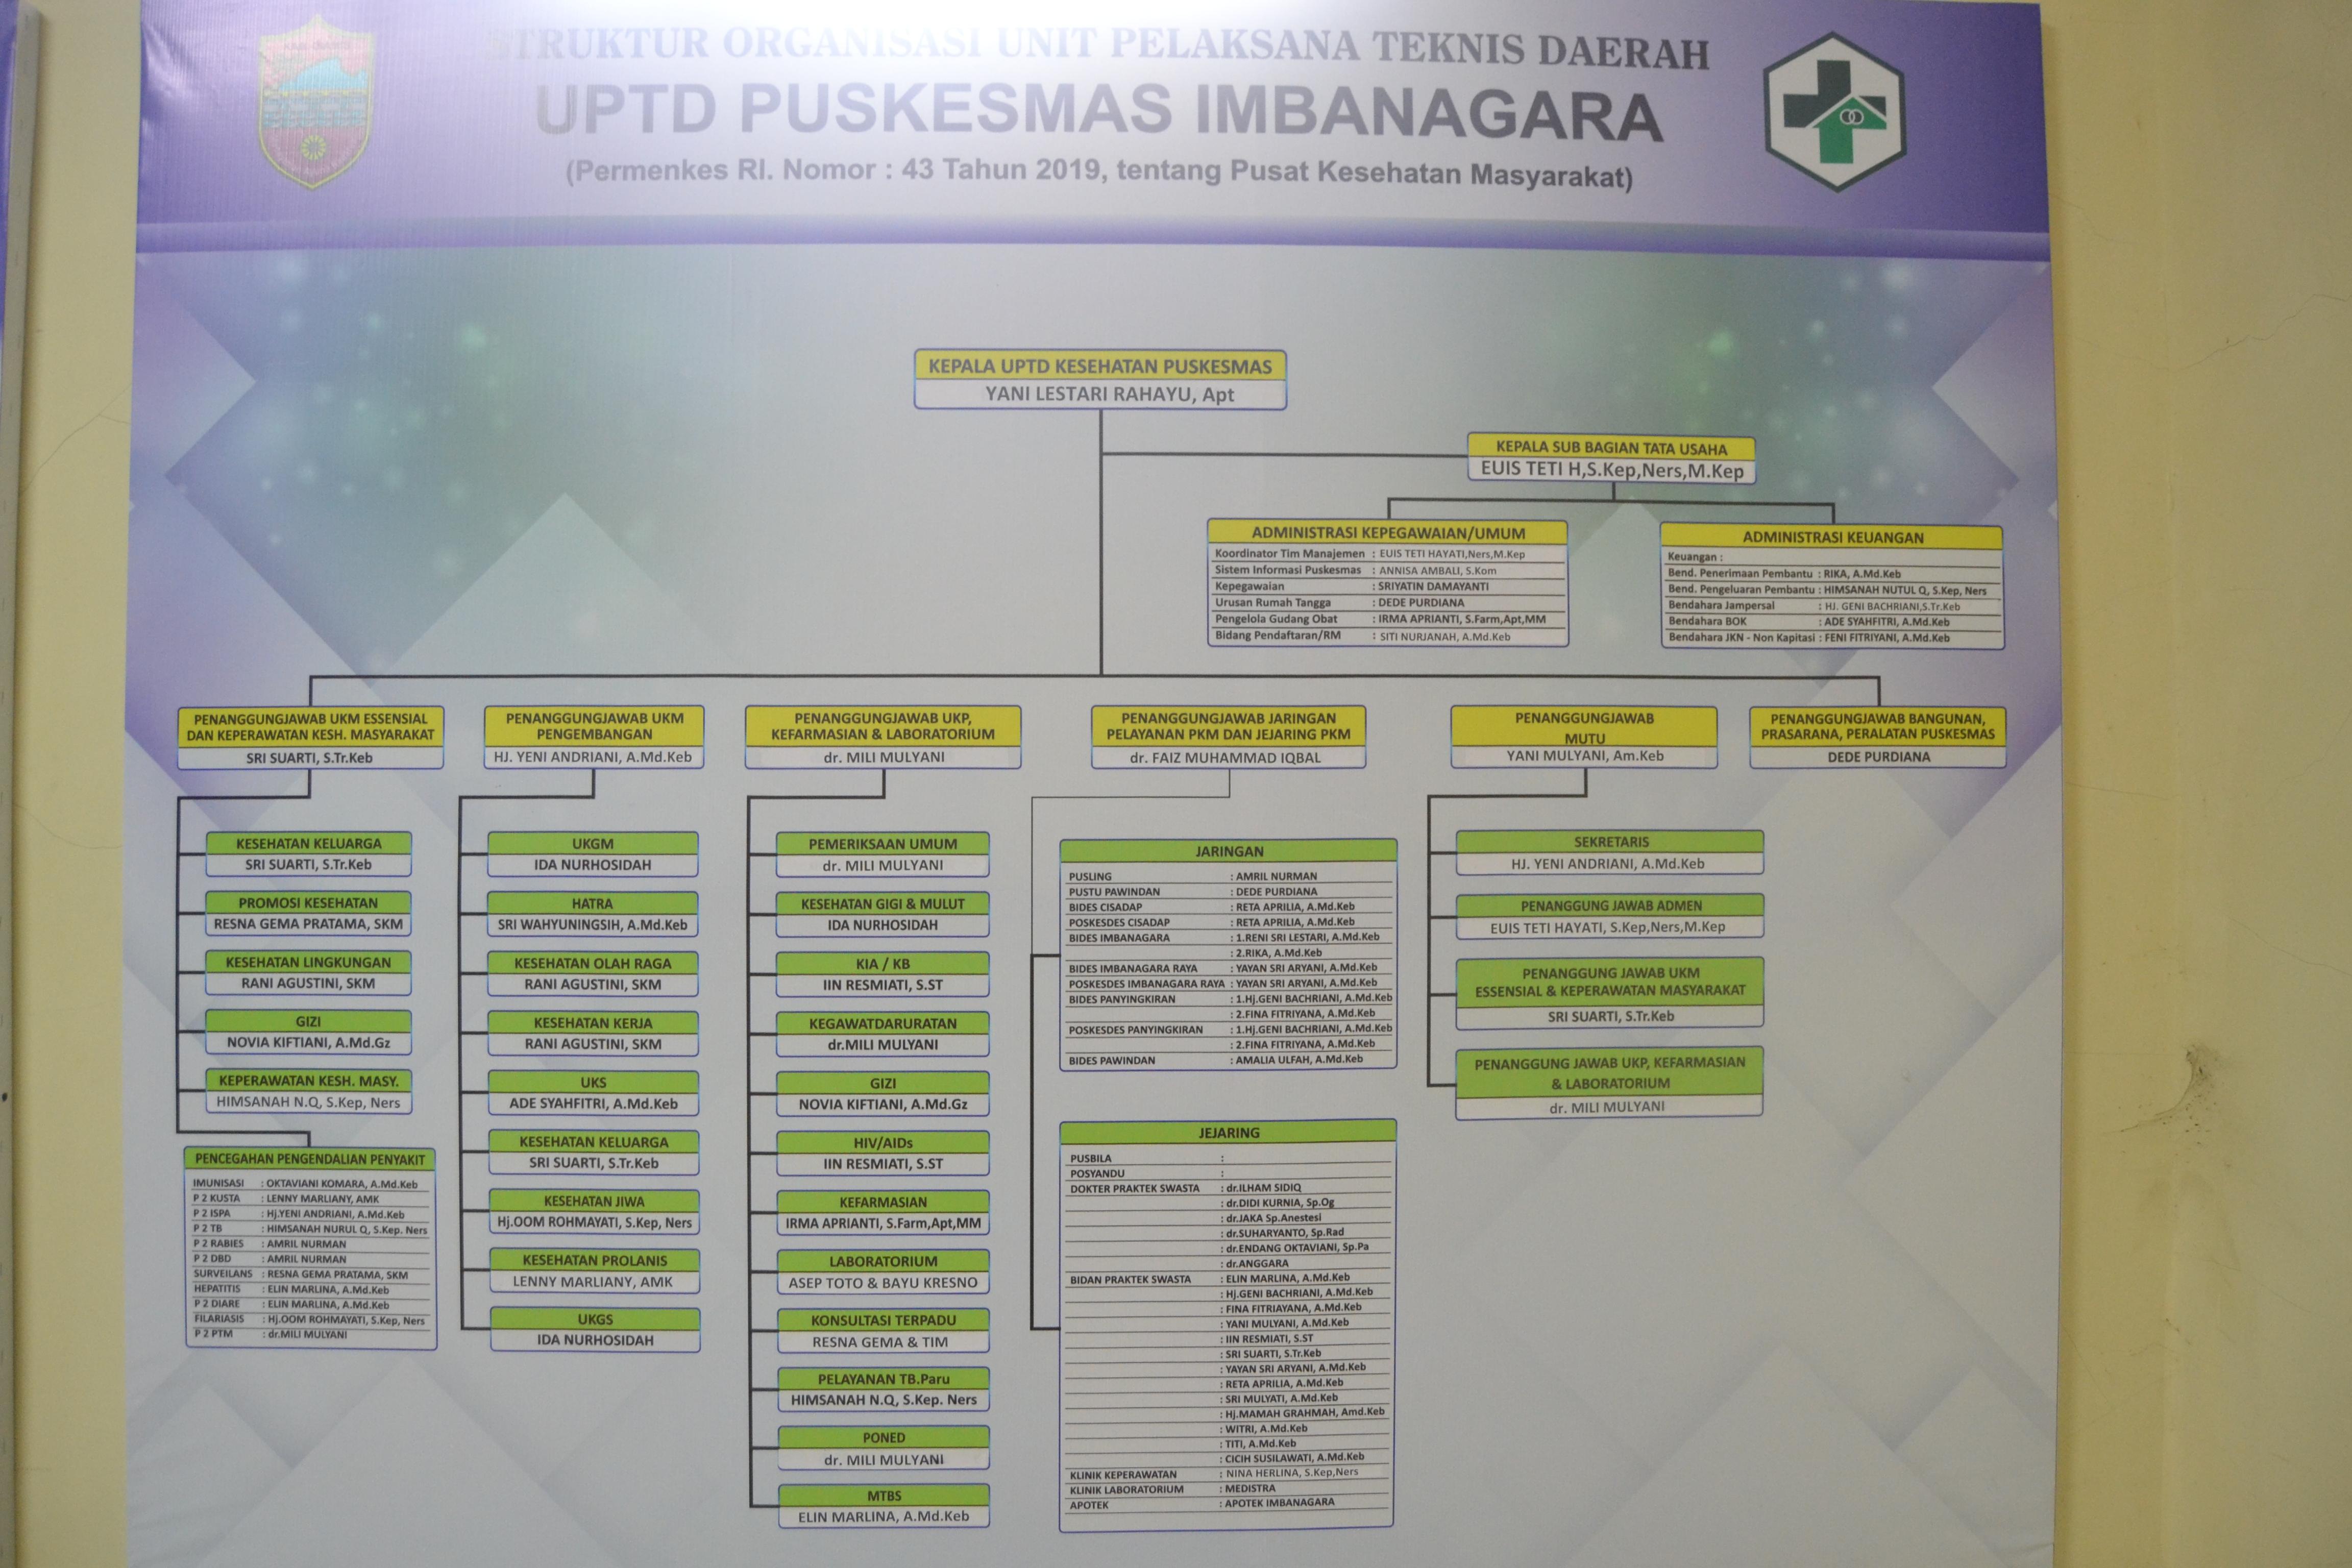 STRUKTUR ORGANISASI UNIT PELAKSANA TEKNIS DAERAH
UPTD PUSKESMAS IMBANAGARA
(Permenkes RI. Nomor : 43 Tahun 2019, tentang Pusat Kesehatan Masyarakat)
KEPALA UPTD KESEHATAN PUSKESMAS
YANI LESTARI RAHAYU, Apt
KEPALA SUB BAGIAN TATA USAHA
EUIS TETI H,S.Kep,Ners,M.Kep
ADMINISTRASI KEPEGAWAIAN/UMUM
Koordinator Tim Manajemen : EUIS TETI HAYATI,Ners,M.Kep
Sistem Informasi Puskesmas : ANNISA AMBALI, S.Kom
Kepegawaian : SRIYATIN DAMAYANTI
Urusan Rumah Tangga : DEDE PURDIANA
Pengelola Gudang Obat : IRMA APRIANTI, S.Farm,Apt,MM
Bidang Pendaftaran/RM : SITI NURJANAH, A.Md.Keb
ADMINISTRASI KEUANGAN
Keuangan :
Bend. Penerimaan Pembantu : RIKA, A.Md.Keb
Bend. Pengeluaran Pembantu : HIMSANAH NUTUL Q, S.Kep, Ners
Bendahara Jampersal : HJ. GENI BACHRIANI,S.Tr.Keb
Bendahara BOK : ADE SYAHFITRI, A.Md.Keb
Bendahara JKN - Non Kapitasi : FENI FITRIYANI, A.Md.Keb
PENANGGUNGJAWAB UKM ESSENSIAL
DAN KEPERAWATAN KESH. MASYARAKAT
SRI SUARTI, S.Tr.Keb
KESEHATAN KELUARGA
SRI SUARTI, S.Tr.Keb
PROMOSI KESEHATAN
RESNA GEMA PRATAMA, SKM
KESEHATAN LINGKUNGAN
RANI AGUSTINI, SKM
GIZI
NOVIA KIFTIANI, A.Md.Gz
KEPERAWATAN KESH. MASY.
HIMSANAH N.Q, S.Kep, Ners
PENCEGAHAN PENGENDALIAN PENYAKIT
IMUNISASI : OKTAVIANI KOMARA, A.Md.Keb
P 2 KUSTA : LENNY MARLIANY, AMK
P 2 ISPA : Hj.YENI ANDRIANI, A.Md.Keb
P 2 TB : HIMSANAH NURUL Q, S.Kep. Ners
P 2 RABIES : AMRIL NURMAN
P 2 DBD : AMRIL NURMAN
SURVEILANS : RESNA GEMA PRATAMA, SKM
HEPATITIS : ELIN MARLINA, A.Md.Keb
P 2 DIARE : ELIN MARLINA, A.Md.Keb
FILARIASIS : Hj.OOM ROHMAYATI, S.Kep, Ners
P 2 PTM : dr.MILI MULYANI
PENANGGUNGJAWAB UKM
PENGEMBANGAN
HJ. YENI ANDRIANI, A.Md.Keb
UKGM
IDA NURHOSIDAH
HATRA
SRI WAHYUNINGSIH, A.Md.Keb
KESEHATAN OLAH RAGA
RANI AGUSTINI, SKM
KESEHATAN KERJA
RANI AGUSTINI, SKM
UKS
ADE SYAHFITRI, A.Md.Keb
KESEHATAN KELUARGA
SRI SUARTI, S.Tr.Keb
KESEHATAN JIWA
Hj.OOM ROHMAYATI, S.Kep, Ners
KESEHATAN PROLANIS
LENNY MARLIANY, AMK
UKGS
IDA NURHOSIDAH
PENANGGUNGJAWAB UKP,
KEFARMASIAN & LABORATORIUM
dr. MILI MULYANI
PEMERIKSAAN UMUM
dr. MILI MULYANI
KESEHATAN GIGI & MULUT
IDA NURHOSIDAH
KIA / KB
IIN RESMIATI, S.ST
KEGAWATDARURATAN
dr.MILI MULYANI
GIZI
NOVIA KIFTIANI, A.Md.Gz
HIV/AIDs
IIN RESMIATI, S.ST
KEFARMASIAN
IRMA APRIANTI, S.Farm,Apt,MM
LABORATORIUM
ASEP TOTO & BAYU KRESNO
KONSULTASI TERPADU
RESNA GEMA & TIM
PELAYANAN TB.Paru
HIMSANAH N.Q, S.Kep. Ners
PONED
dr. MILI MULYANI
MTBS
ELIN MARLINA, A.Md.Keb
PENANGGUNGJAWAB JARINGAN
PELAYANAN PKM DAN JEJARING PKM
dr. FAIZ MUHAMMAD IQBAL
JARINGAN
PUSLING : AMRIL NURMAN
PUSTU PAWINDAN : DEDE PURDIANA
BIDES CISADAP : RETA APRILIA, A.Md.Keb
POSKESDES CISADAP : RETA APRILIA, A.Md.Keb
BIDES IMBANAGARA : 1.RENI SRI LESTARI, A.Md.Keb
: 2.RIKA, A.Md.Keb
BIDES IMBANAGARA RAYA : YAYAN SRI ARYANI, A.Md.Keb
POSKESDES IMBANAGARA RAYA : YAYAN SRI ARYANI, A.Md.Keb
BIDES PANYINGKIRAN : 1.Hj.GENI BACHRIANI, A.Md.Keb
: 2.FINA FITRIYANA, A.Md.Keb
POSKESDES PANYINGKIRAN : 1.Hj.GENI BACHRIANI, A.Md.Keb
: 2.FINA FITRIYANA, A.Md.Keb
BIDES PAWINDAN : AMALIA ULFAH, A.Md.Keb
JEJARING
PUSBILA :
POSYANDU :
DOKTER PRAKTEK SWASTA : dr.ILHAM SIDIQ
: dr.DIDI KURNIA, Sp.Og
: dr.JAKA Sp.Anestesi
: dr.SUHARYANTO, Sp.Rad
: dr.ENDANG OKTAVIANI, Sp.Pa
: dr.ANGGARA
BIDAN PRAKTEK SWASTA : ELIN MARLINA, A.Md.Keb
: Hj.GENI BACHRIANI, A.Md.Keb
: FINA FITRIAYANA, A.Md.Keb
: YANI MULYANI, A.Md.Keb
: IIN RESMIATI, S.ST
: SRI SUARTI, S.Tr.Keb
: YAYAN SRI ARYANI, A.Md.Keb
: RETA APRILIA, A.Md.Keb
: SRI MULYATI, A.Md.Keb
: Hj.MAMAH GRAHMAH, Amd.Keb
: WITRI, A.Md.Keb
: TITI, A.Md.Keb
: CICIH SUSILAWATI, A.Md.Keb
KLINIK KEPERAWATAN : NINA HERLINA, S.Kep,Ners
KLINIK LABORATORIUM : MEDISTRA
APOTEK : APOTEK IMBANAGARA
PENANGGUNGJAWAB
MUTU
YANI MULYANI, Am.Keb
SEKRETARIS
HJ. YENI ANDRIANI, A.Md.Keb
PENANGGUNG JAWAB ADMEN
EUIS TETI HAYATI, S.Kep,Ners,M.Kep
PENANGGUNG JAWAB UKM
ESSENSIAL & KEPERAWATAN MASYARAKAT
SRI SUARTI, S.Tr.Keb
PENANGGUNG JAWAB UKP, KEFARMASIAN
& LABORATORIUM
dr. MILI MULYANI
PENANGGUNGJAWAB BANGUNAN,
PRASARANA, PERALATAN PUSKESMAS
DEDE PURDIANA